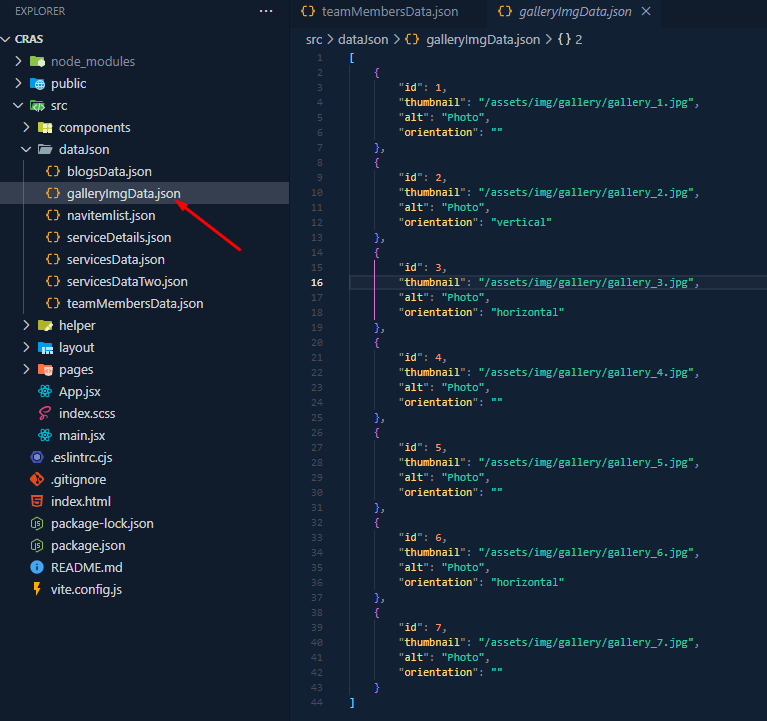 EXPLORER ···
CRAS
node_modules
public
src
components
dataJson
blogsData.json
galleryImgData.json
navitemlist.json
serviceDetails.json
servicesData.json
servicesDataTwo.json
teamMembersData.json
helper
layout
pages
App.jsx
index.scss
main.jsx
.eslintrc.cjs
.gitignore
index.html
package-lock.json
package.json
README.md
vite.config.js
{} teamMembersData.json {} galleryImgData.json ×
src > dataJson > {} galleryImgData.json > {} 2
1 [
2 {
3 "id": 1,
4 "thumbnail": "/assets/img/gallery/gallery_1.jpg",
5 "alt": "Photo",
6 "orientation": ""
7 },
8 {
9 "id": 2,
10 "thumbnail": "/assets/img/gallery/gallery_2.jpg",
11 "alt": "Photo",
12 "orientation": "vertical"
13 },
14 {
15 "id": 3,
16 "thumbnail": "/assets/img/gallery/gallery_3.jpg",
17 "alt": "Photo",
18 "orientation": "horizontal"
19 },
20 {
21 "id": 4,
22 "thumbnail": "/assets/img/gallery/gallery_4.jpg",
23 "alt": "Photo",
24 "orientation": ""
25 },
26 {
27 "id": 5,
28 "thumbnail": "/assets/img/gallery/gallery_5.jpg",
29 "alt": "Photo",
30 "orientation": ""
31 },
32 {
33 "id": 6,
34 "thumbnail": "/assets/img/gallery/gallery_6.jpg",
35 "alt": "Photo",
36 "orientation": "horizontal"
37 },
38 {
39 "id": 7,
40 "thumbnail": "/assets/img/gallery/gallery_7.jpg",
41 "alt": "Photo",
42 "orientation": ""
43 }
44 ]